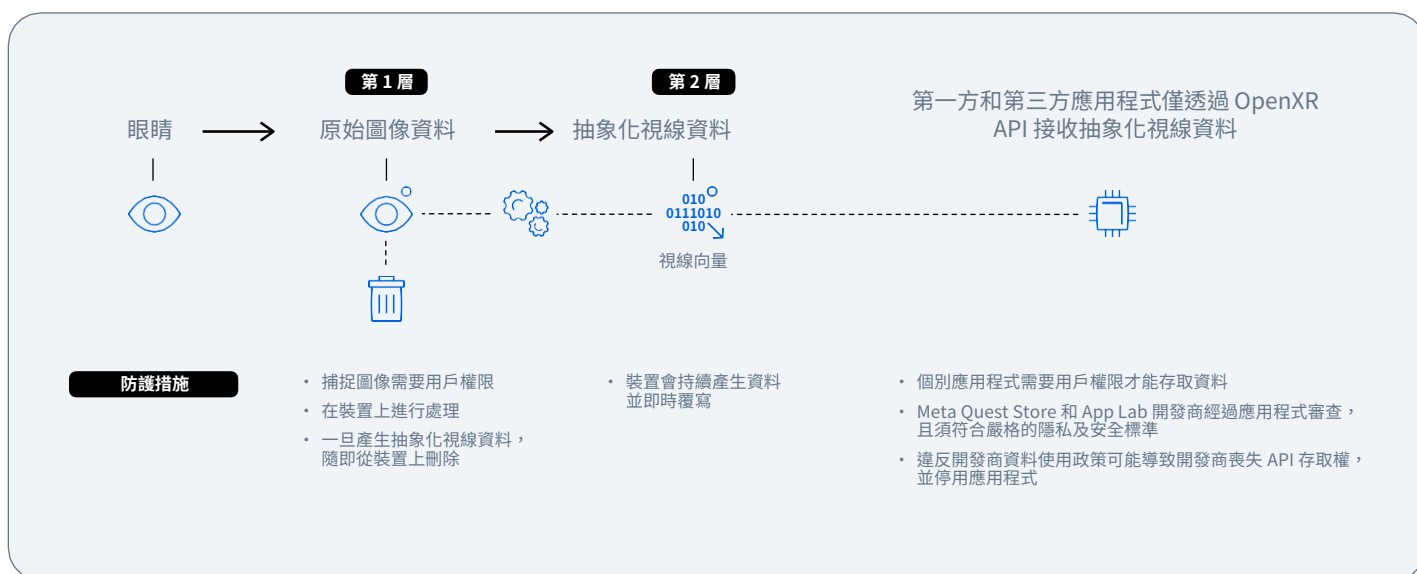 第 1 層
第 2 層
眼睛
原始圖像資料
抽象化視線資料
第一方和第三方應用程式僅透過 OpenXR
API 接收抽象化視線資料
010
0111010
010
視線向量
防護措施
・ 捕捉圖像需要用戶權限
・ 在裝置上進行處理
・ 一旦產生抽象化視線資料，
隨即從裝置上刪除
・ 裝置會持續產生資料
並即時覆寫
・ 個別應用程式需要用戶權限才能存取資料
・ Meta Quest Store 和 App Lab 開發商經過應用程式審查，
且須符合嚴格的隱私及安全標準
・ 違反開發商資料使用政策可能導致開發商喪失 API 存取權，
並停用應用程式